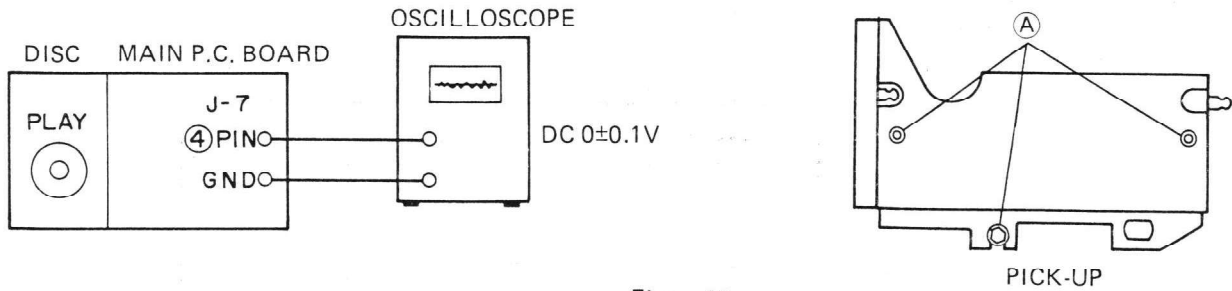 OSCILLOSCOPE
DISC MAIN P.C. BOARD
J-7
PLAY
④PIN
GND
DC 0±0.1V
Ⓐ
PICK-UP